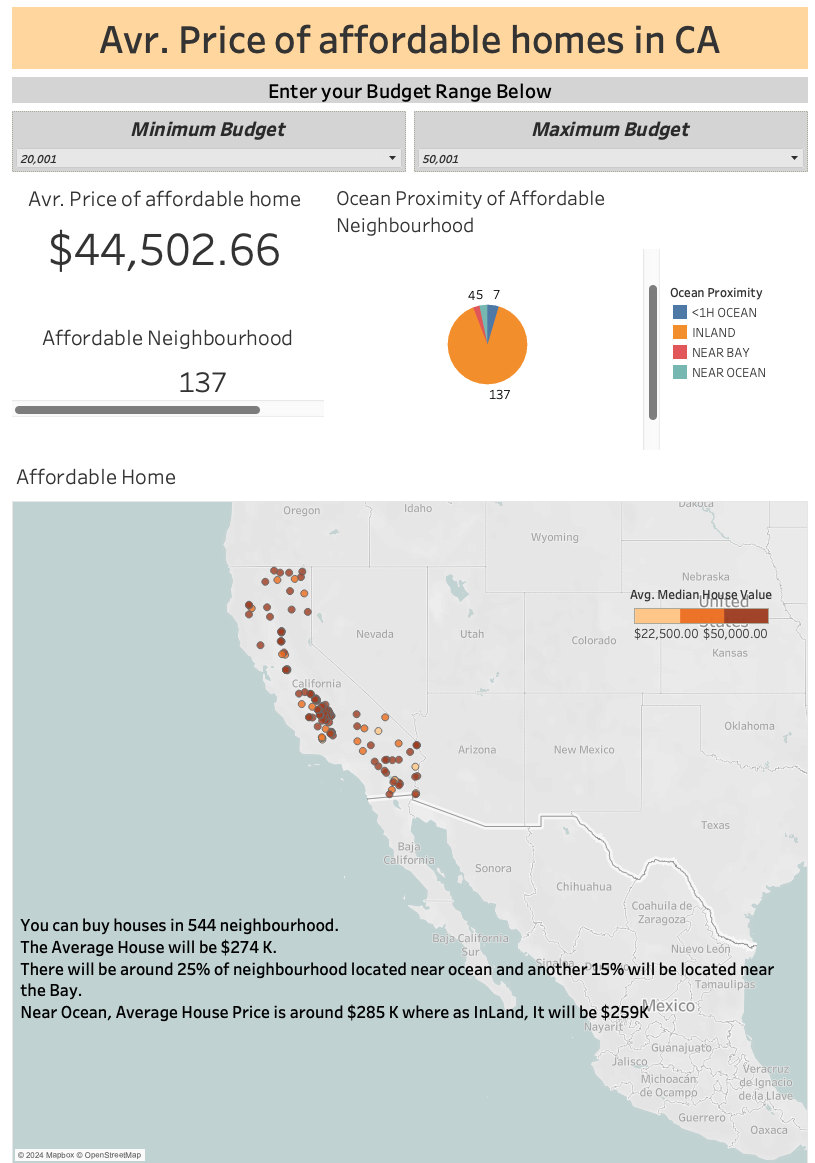 Avr. Price of affordable homes in CA
Enter your Budget Range Below
Minimum Budget
Maximum Budget
20,001
50,001
Avr. Price of affordable home
$44,502.66
Ocean Proximity of Affordable
Neighbourhood
45 7
137
Ocean Proximity
<1H OCEAN
INLAND
NEAR BAY
NEAR OCEAN
Affordable Neighbourhood
137
Affordable Home
Oregon
Idaho
Dakota
Wyoming
Nebraska
Avg. Median House Value
United
States
$22,500.00 $50,000.00
Nevada
Utah
Colorado
Kansas
California
Oklahoma
Arizona
New Mexico
Texas
Baja
California
Sonora
Chihuahua
Coahuila de
Zaragoza
You can buy houses in 544 neighbourhood.
Baja California
Sur
Nuevo León
The Average House will be $274 K.
Sinaloa
There will be around 25% of neighbourhood located near ocean and another 15% will be located near
the Bay.
Tamaulipas
Mexico
Near Ocean, Average House Price is around $285 K where as InLand, It will be $259K
Nayarit
Guanajuato
Jalisco
Michoacán
de Ocampo
Veracruz
de Ignacio
de la Llave
Guerrero
Oaxaca
© 2024 Mapbox © OpenStreetMap